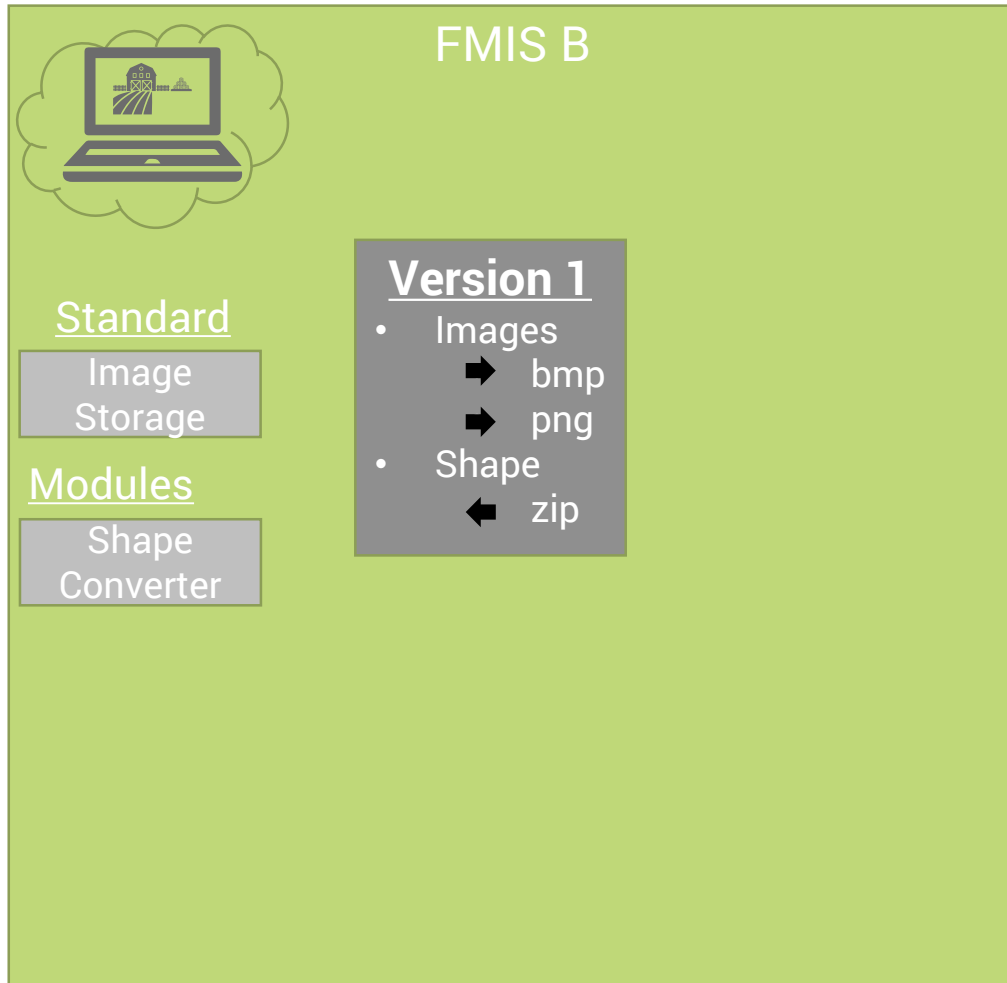 FMIS B
Standard
Image
Storage
Modules
Shape
Converter
Version 1
• Images
bmp
png
• Shape
zip